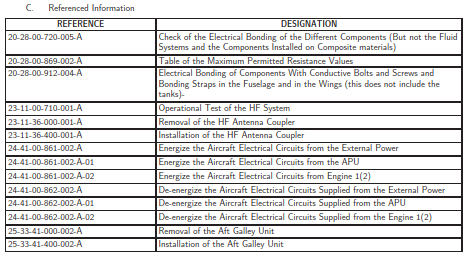 C. Referenced Information
REFERENCE DESIGNATION
20-28-00-720-005-A Check of the Electrical Bonding of the Different Components (But not the Fluid
Systems and the Components Installed on Composite materials)
20-28-00-869-002-A Table of the Maximum Permitted Resistance Values
20-28-00-912-004-A Electrical Bonding of Components With Conductive Bolts and Screws and
Bonding Straps in the Fuselage and in the Wings (this does not include the
tanks)-
23-11-00-710-001-A Operational Test of the HF System
23-11-36-000-001-A Removal of the HF Antenna Coupler
23-11-36-400-001-A Installation of the HF Antenna Coupler
24-41-00-861-002-A Energize the Aircraft Electrical Circuits from the External Power
24-41-00-861-002-A-01 Energize the Aircraft Electrical Circuits from the APU
24-41-00-861-002-A-02 Energize the Aircraft Electrical Circuits from Engine 1(2)
24-41-00-862-002-A De-energize the Aircraft Electrical Circuits Supplied from the External Power
24-41-00-862-002-A-01 De-energize the Aircraft Electrical Circuits Supplied from the APU
24-41-00-862-002-A-02 De-energize the Aircraft Electrical Circuits Supplied from the Engine 1(2)
25-33-41-000-002-A Removal of the Aft Galley Unit
25-33-41-400-002-A Installation of the Aft Galley Unit